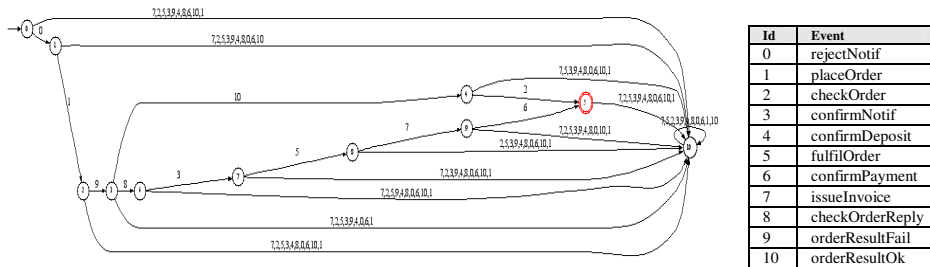 7,2,5,3,9,4,8,6,10,1
0
0
1
7,2,5,3,9,4,8,0,6,10
7,5,3,9,4,8,0,6,10,1
10
2
7,2,5,3,9,4,8,0,6,10,1
6
1
7
9
7,2,5,3,9,4,8,0,6,10,1
5
8
2,5,3,9,4,8,0,6,10,1
10
3
7
7,2,3,9,4,8,0,6,10,1
2
9
8
7,2,5,9,4,8,0,6,10,1
7,2,5,3,9,4,0,6,1
7,2,5,3,4,8,0,6,10,1
Id Event
0 rejectNotif
1 placeOrder
2 checkOrder
3 confirmNotif
4 confirmDeposit
5 fulfilOrder
6 confirmPayment
7 issueInvoice
8 checkOrderReply
9 orderResultFail
10 orderResultOk